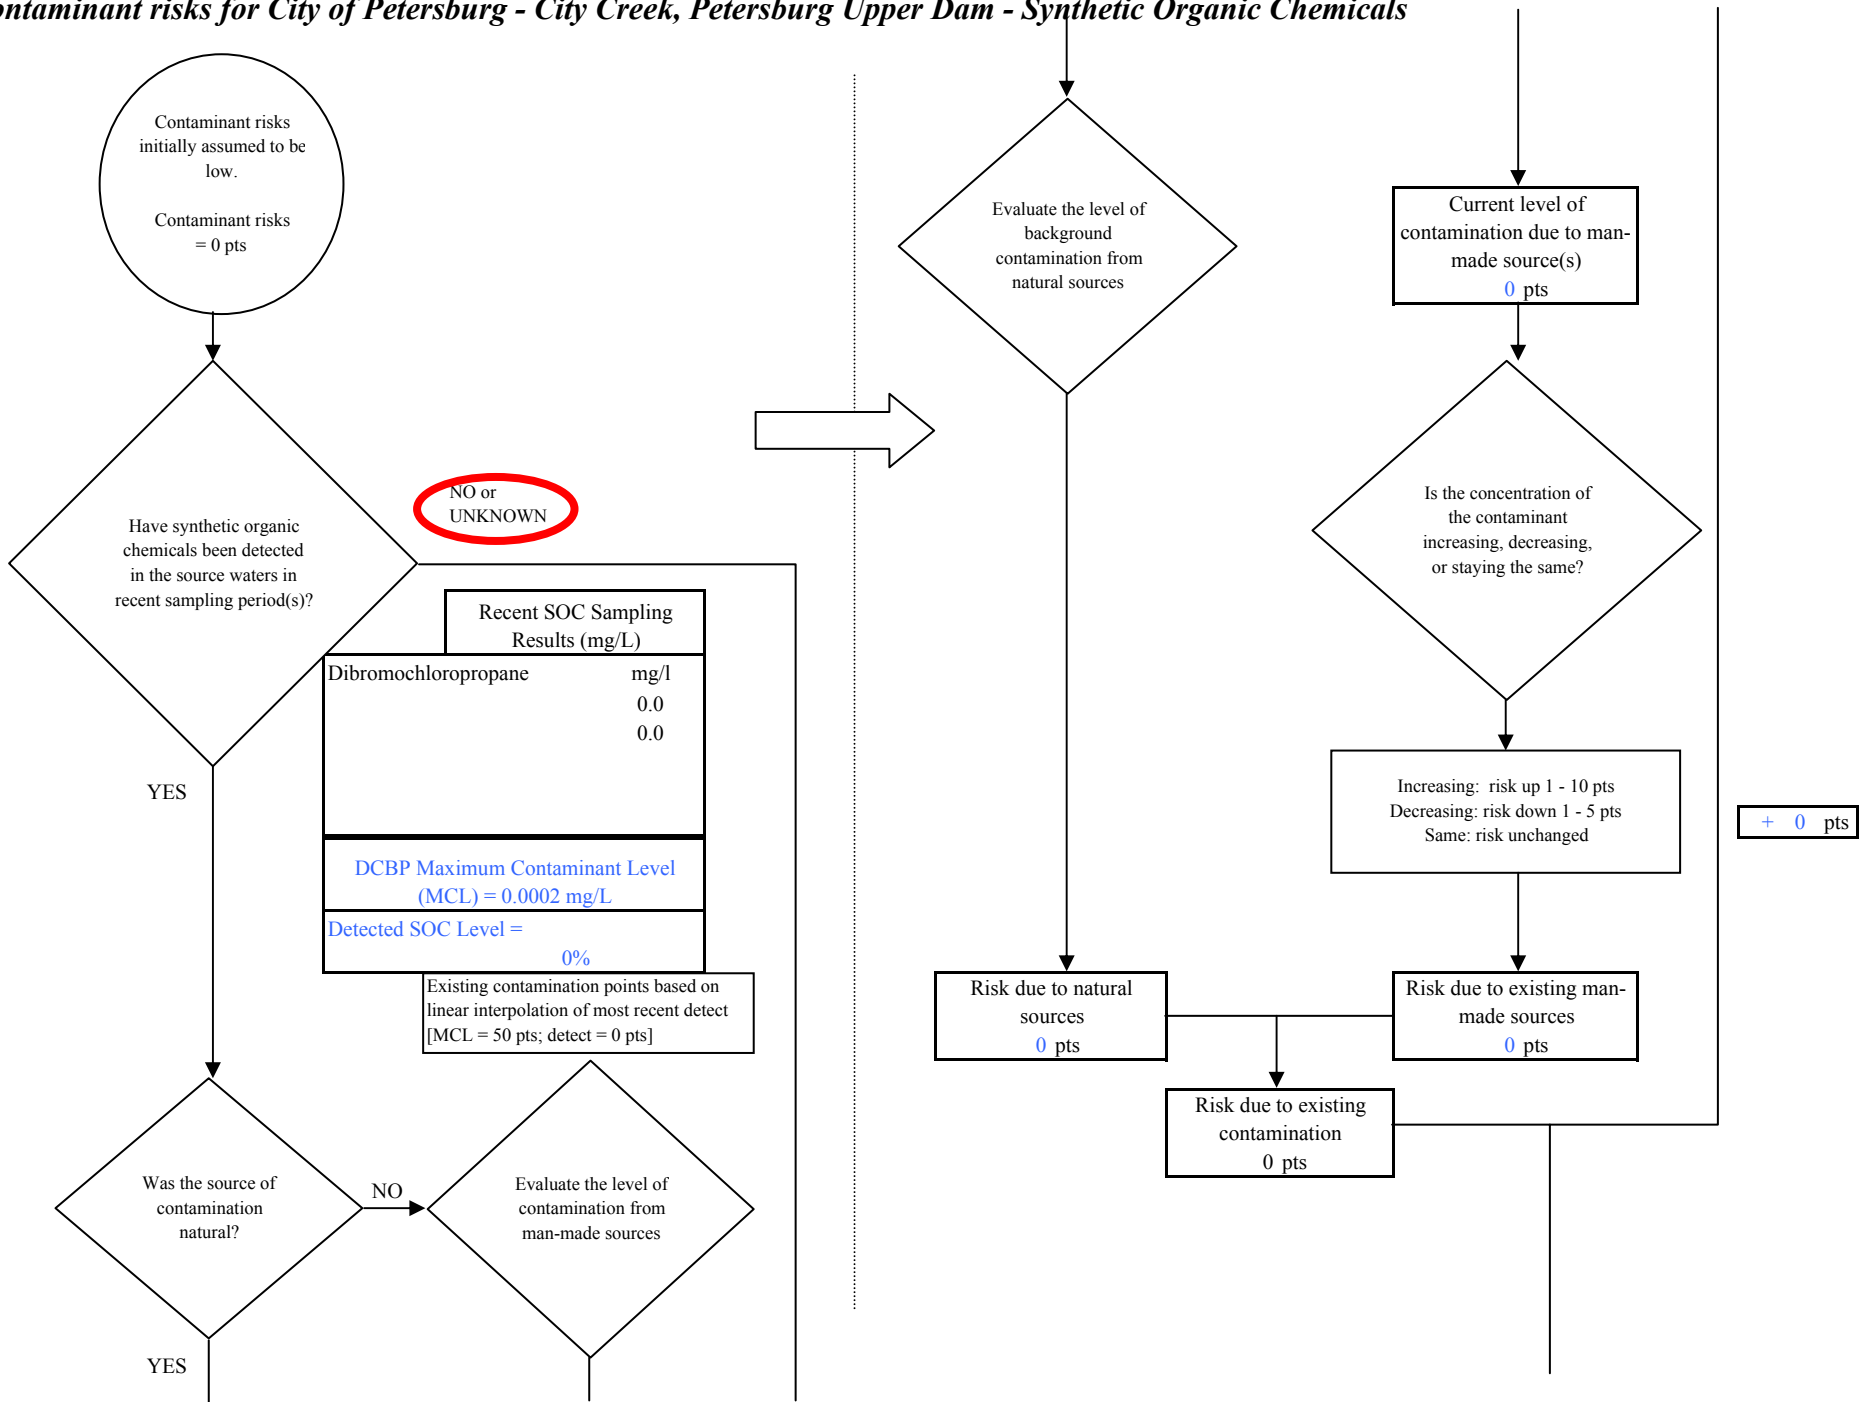 ontaminant risks for City of Petersburg - City Creek, Petersburg Upper Dam - Synthetic Organic Chemicals
Contaminant risks
initially assumed to be
low.
Contaminant risks
= 0 pts
Have synthetic organic
chemicals been detected
in the source waters in
recent sampling period(s)?
NO or
UNKNOWN
Recent SOC Sampling
Results (mg/L)
Dibromochloropropane mg/l
0.0
0.0
DCBP Maximum Contaminant Level
(MCL) = 0.0002 mg/L
Detected SOC Level =
0%
Existing contamination points based on
linear interpolation of most recent detect
[MCL = 50 pts; detect = 0 pts]
YES
Was the source of
contamination
natural?
NO
Evaluate the level of
contamination from
man-made sources
YES
Evaluate the level of
background
contamination from
natural sources
Current level of
contamination due to man-
made source(s)
0 pts
Is the concentration of
the contaminant
increasing, decreasing,
or staying the same?
Increasing: risk up 1 - 10 pts
Decreasing: risk down 1 - 5 pts
Same: risk unchanged
+ 0 pts
Risk due to natural
sources
0 pts
Risk due to existing man-
made sources
0 pts
Risk due to existing
contamination
0 pts